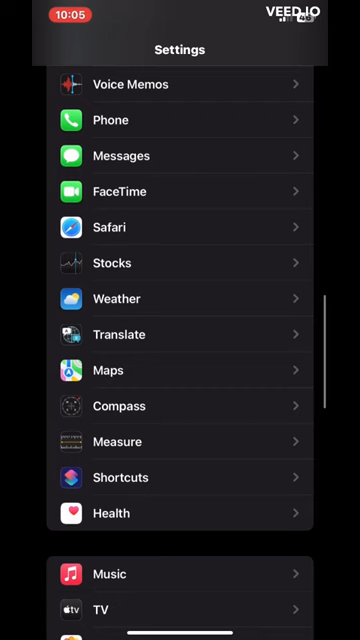 10:05
VEED.IO
Settings
Voice Memos
Phone
Messages
FaceTime
Safari
Stocks
Weather
Translate
Maps
Compass
Measure
Shortcuts
Health
Music
tv
TV